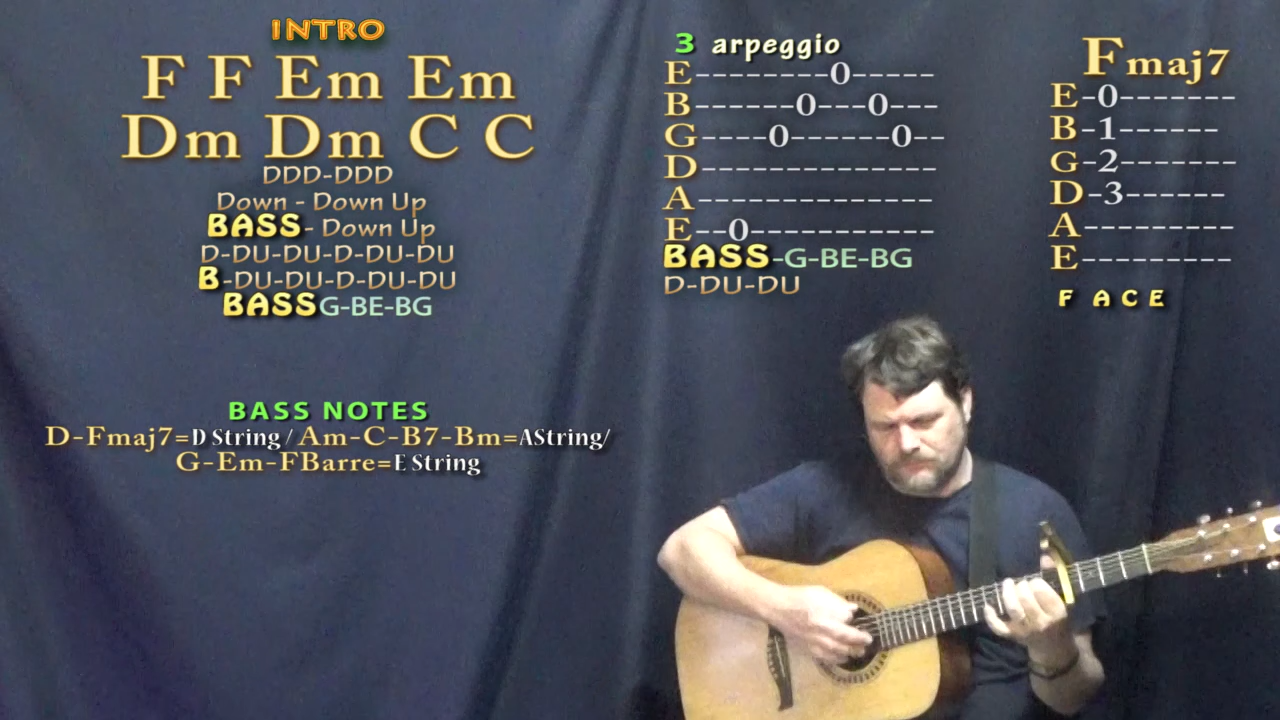 INTRO
F F Em Em
Dm Dm C C
DDD-DDD
Down - Down Up
BASS - Down Up
D-DU-DU-D-DU-DU
B-DU-DU-D-DU-DU
BASS G-BE-BG
BASS NOTES
D-Fmaj7=D String / Am-C-B7-Bm=AString/
G-Em-FBarre=E String
3 arpeggio
E--------0-----
B------0---0---
G----0------0--
D--------------
A--------------
E--0-----------
BASS-G-BE-BG
D-DU-DU
Fmaj7
E-0-------
B-1------
G-2-------
D-3------
A---------
E---------
F A C E